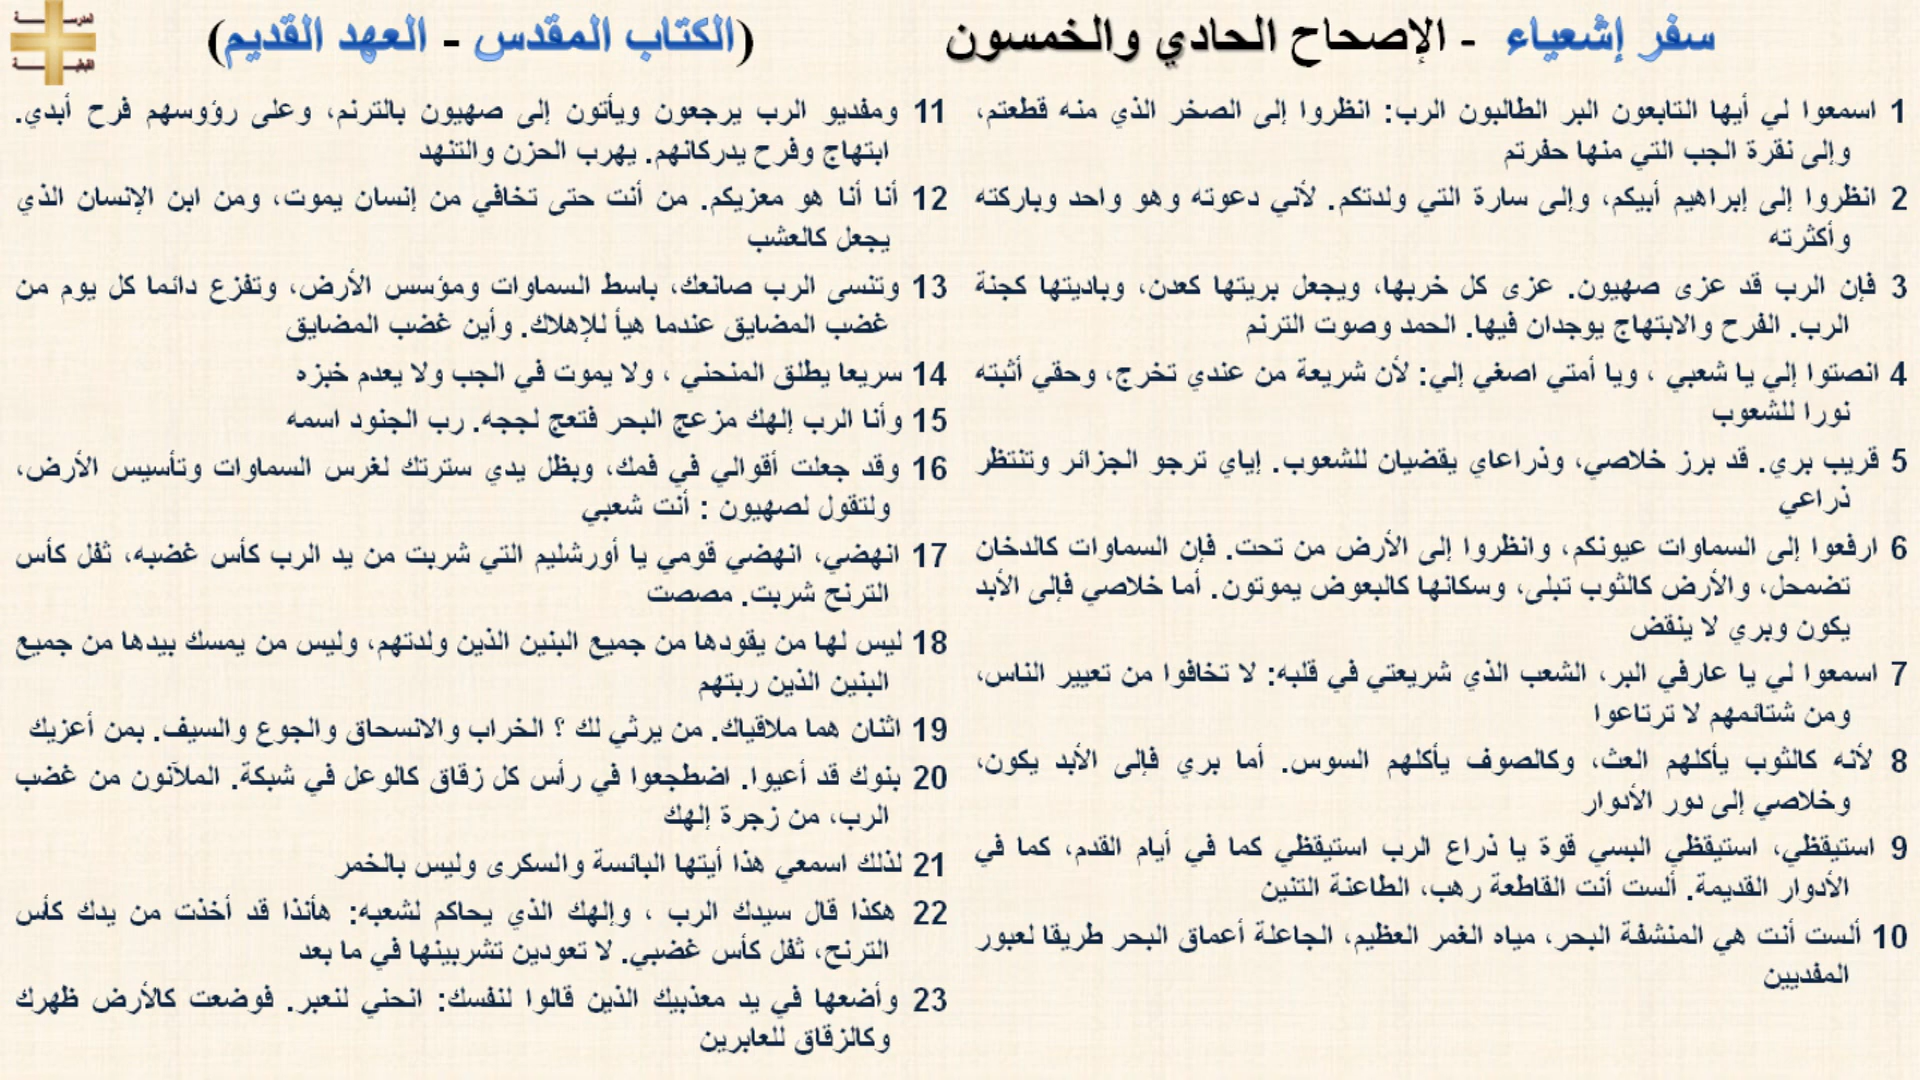 سفر إشعياء - الإصحاح الحادي والخمسون (الكتاب المقدس - العهد القديم)
1 اسمعوا لي أيها التابعون البر الطالبون الرب: انظروا إلى الصخر الذي منه قطعتم،
وإلى نقرة الجب التي منها حفرتم
2 انظروا إلى إبراهيم أبيكم، وإلى سارة التي ولدتكم. لأني دعوته وهو واحد وباركته
وأكثرته
3 فإن الرب قد عزى صهيون. عزى كل خربها، ويجعل بريتها كعدن، وباديتها كجنة
الرب. الفرح والابتهاج يوجدان فيها. الحمد وصوت الترنم
4 انصتوا إلي يا شعبي ، ويا أمتي اصغي إلي: لأن شريعة من عندي تخرج، وحقي أثبته
نورا للشعوب
5 قريب بري. قد برز خلاصي، وذراعاي يقضيان للشعوب. إياي ترجو الجزائر وتنتظر
ذراعي
6 ارفعوا إلى السماوات عيونكم، وانظروا إلى الأرض من تحت. فإن السماوات كالدخان
تضمحل، والأرض كالثوب تبلى، وسكانها كالبعوض يموتون. أما خلاصي فإلى الأبد
يكون وبري لا ينقض
7 اسمعوا لي يا عارفي البر، الشعب الذي شريعتي في قلبه: لا تخافوا من تعيير الناس،
ومن شتائمهم لا ترتاعوا
8 لأنه كالثوب يأكلهم العث، وكالصوف يأكلهم السوس. أما بري فإلى الأبد يكون،
وخلاصي إلى دور الأدوار
9 استيقظي، استيقظي البسي قوة يا ذراع الرب استيقظي كما في أيام القدم، كما في
الأدوار القديمة. ألست أنت القاطعة رهب، الطاعنة التنين
10 ألست أنت هي المنشفة البحر، مياه الغمر العظيم، الجاعلة أعماق البحر طريقا لعبور
المفديين
11 ومفديو الرب يرجعون ويأتون إلى صهيون بالترنم، وعلى رؤوسهم فرح أبدي.
ابتهاج وفرح يدركانهم. يهرب الحزن والتنهد
12 أنا أنا هو معزيكم. من أنت حتى تخافي من إنسان يموت، ومن ابن الإنسان الذي
يجعل كالعشب
13 وتنسى الرب صانعك، باسط السماوات ومؤسس الأرض، وتفزع دائما كل يوم من
غضب المضايق عندما هيأ للإهلاك. وأين غضب المضايق
14 سريعا يطلق المنحني ، ولا يموت في الجب ولا يعدم خبزه
15 وأنا الرب إلهك مزعج البحر فتعج لججه. رب الجنود اسمه
16 وقد جعلت أقوالي في فمك، وبظل يدي سترتك لغرس السماوات وتأسيس الأرض،
ولتقول لصهيون : أنت شعبي
17 انهضي، انهضي قومي يا أورشليم التي شربت من يد الرب كأس غضبه، ثفل كأس
الترنح شربت. مصصت
18 ليس لها من يقودها من جميع البنين الذين ولدتهم، وليس من يمسك بيدها من جميع
البنين الذين ربتهم
19 اثنان هما ملاقياك. من يرثي لك ؟ الخراب والانسحاق والجوع والسيف. بمن أعزيك
20 بنوك قد أعيوا. اضطجعوا في رأس كل زقاق كالوعل في شبكة. الملآنون من غضب
الرب، من زجرة إلهك
21 لذلك اسمعي هذا أيتها البائسة والسكرى وليس بالخمر
22 هكذا قال سيدك الرب ، وإلهك الذي يحاكم لشعبه: هأنذا قد أخذت من يدك كأس
الترنح، ثفل كأس غضبي. لا تعودين تشربينها في ما بعد
23 وأضعها في يد معذبيك الذين قالوا لنفسك: انحني لنعبر. فوضعت كالأرض ظهرك
وكالزقاق للعابرين